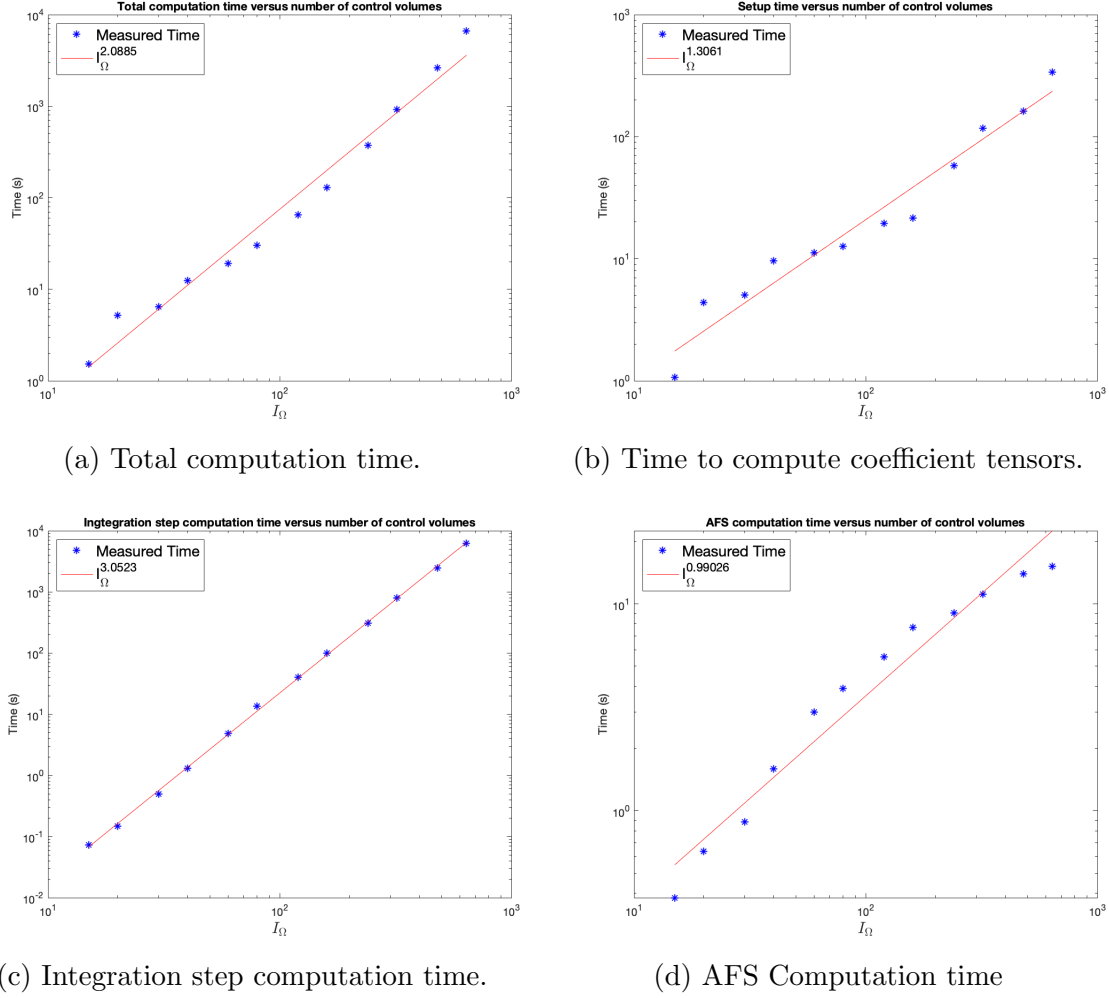 Total computation time versus number of control volumes
10^4
10^3
10^2
10^1
10^0
Time (s)
Measured Time
I_Ω^2.0885
10^1 10^2 10^3
I_Ω
(a) Total computation time.
Setup time versus number of control volumes
10^3
10^2
10^1
10^0
Time (s)
Measured Time
I_Ω^1.3061
10^1 10^2 10^3
I_Ω
(b) Time to compute coefficient tensors.
Ingtegration step computation time versus number of control volumes
10^4
10^3
10^2
10^1
10^0
10^-1
10^-2
Time (s)
Measured Time
I_Ω^3.0523
10^1 10^2 10^3
I_Ω
(c) Integration step computation time.
AFS computation time versus number of control volumes
10^1
10^0
Time (s)
Measured Time
I_Ω^0.99026
10^1 10^2 10^3
I_Ω
(d) AFS Computation time